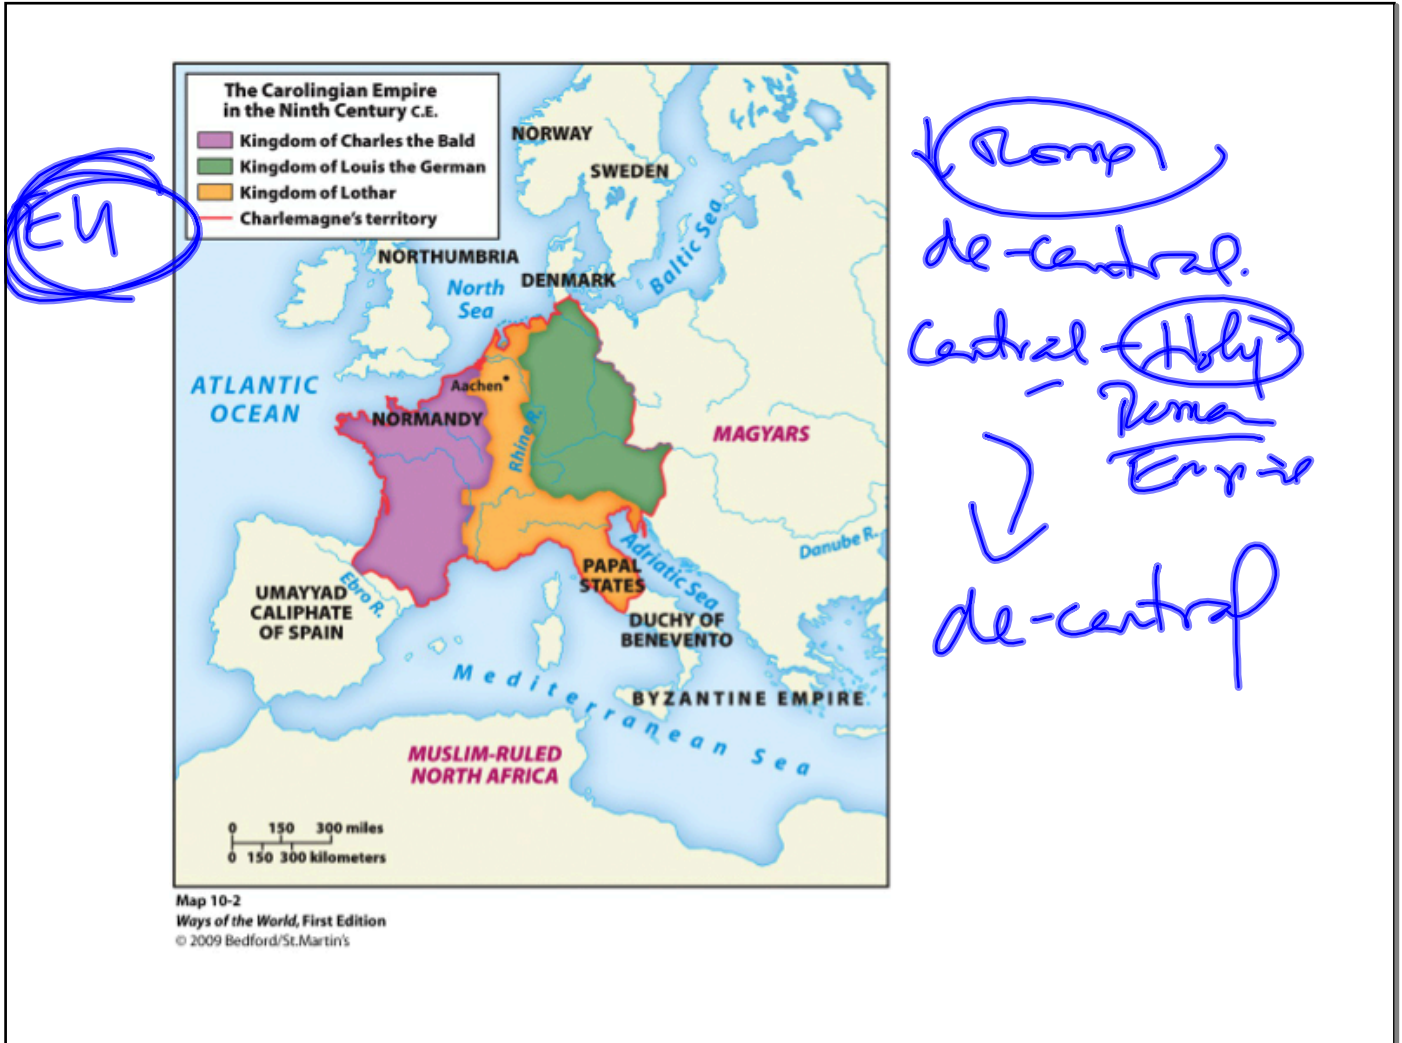 The Carolingian Empire
in the Ninth Century C.E.
Kingdom of Charles the Bald
Kingdom of Louis the German
Kingdom of Lothar
Charlemagne's territory
NORWAY
SWEDEN
Baltic Sea
NORTHUMBRIA
DENMARK
North
Sea
ATLANTIC
OCEAN
Aachen
NORMANDY
Rhine R.
MAGYARS
Danube R.
Adriatic Sea
PAPAL
STATES
Ebro R.
UMAYYAD
CALIPHATE
OF SPAIN
DUCHY OF
BENEVENTO
BYZANTINE EMPIRE
Mediterranean Sea
MUSLIM-RULED
NORTH AFRICA
0 150 300 miles
0 150 300 kilometers
Map 10-2
Ways of the World, First Edition
© 2009 Bedford/St.Martin's
EU
Rome
de-central.
Central - Holy
Roman
Empire
de-central